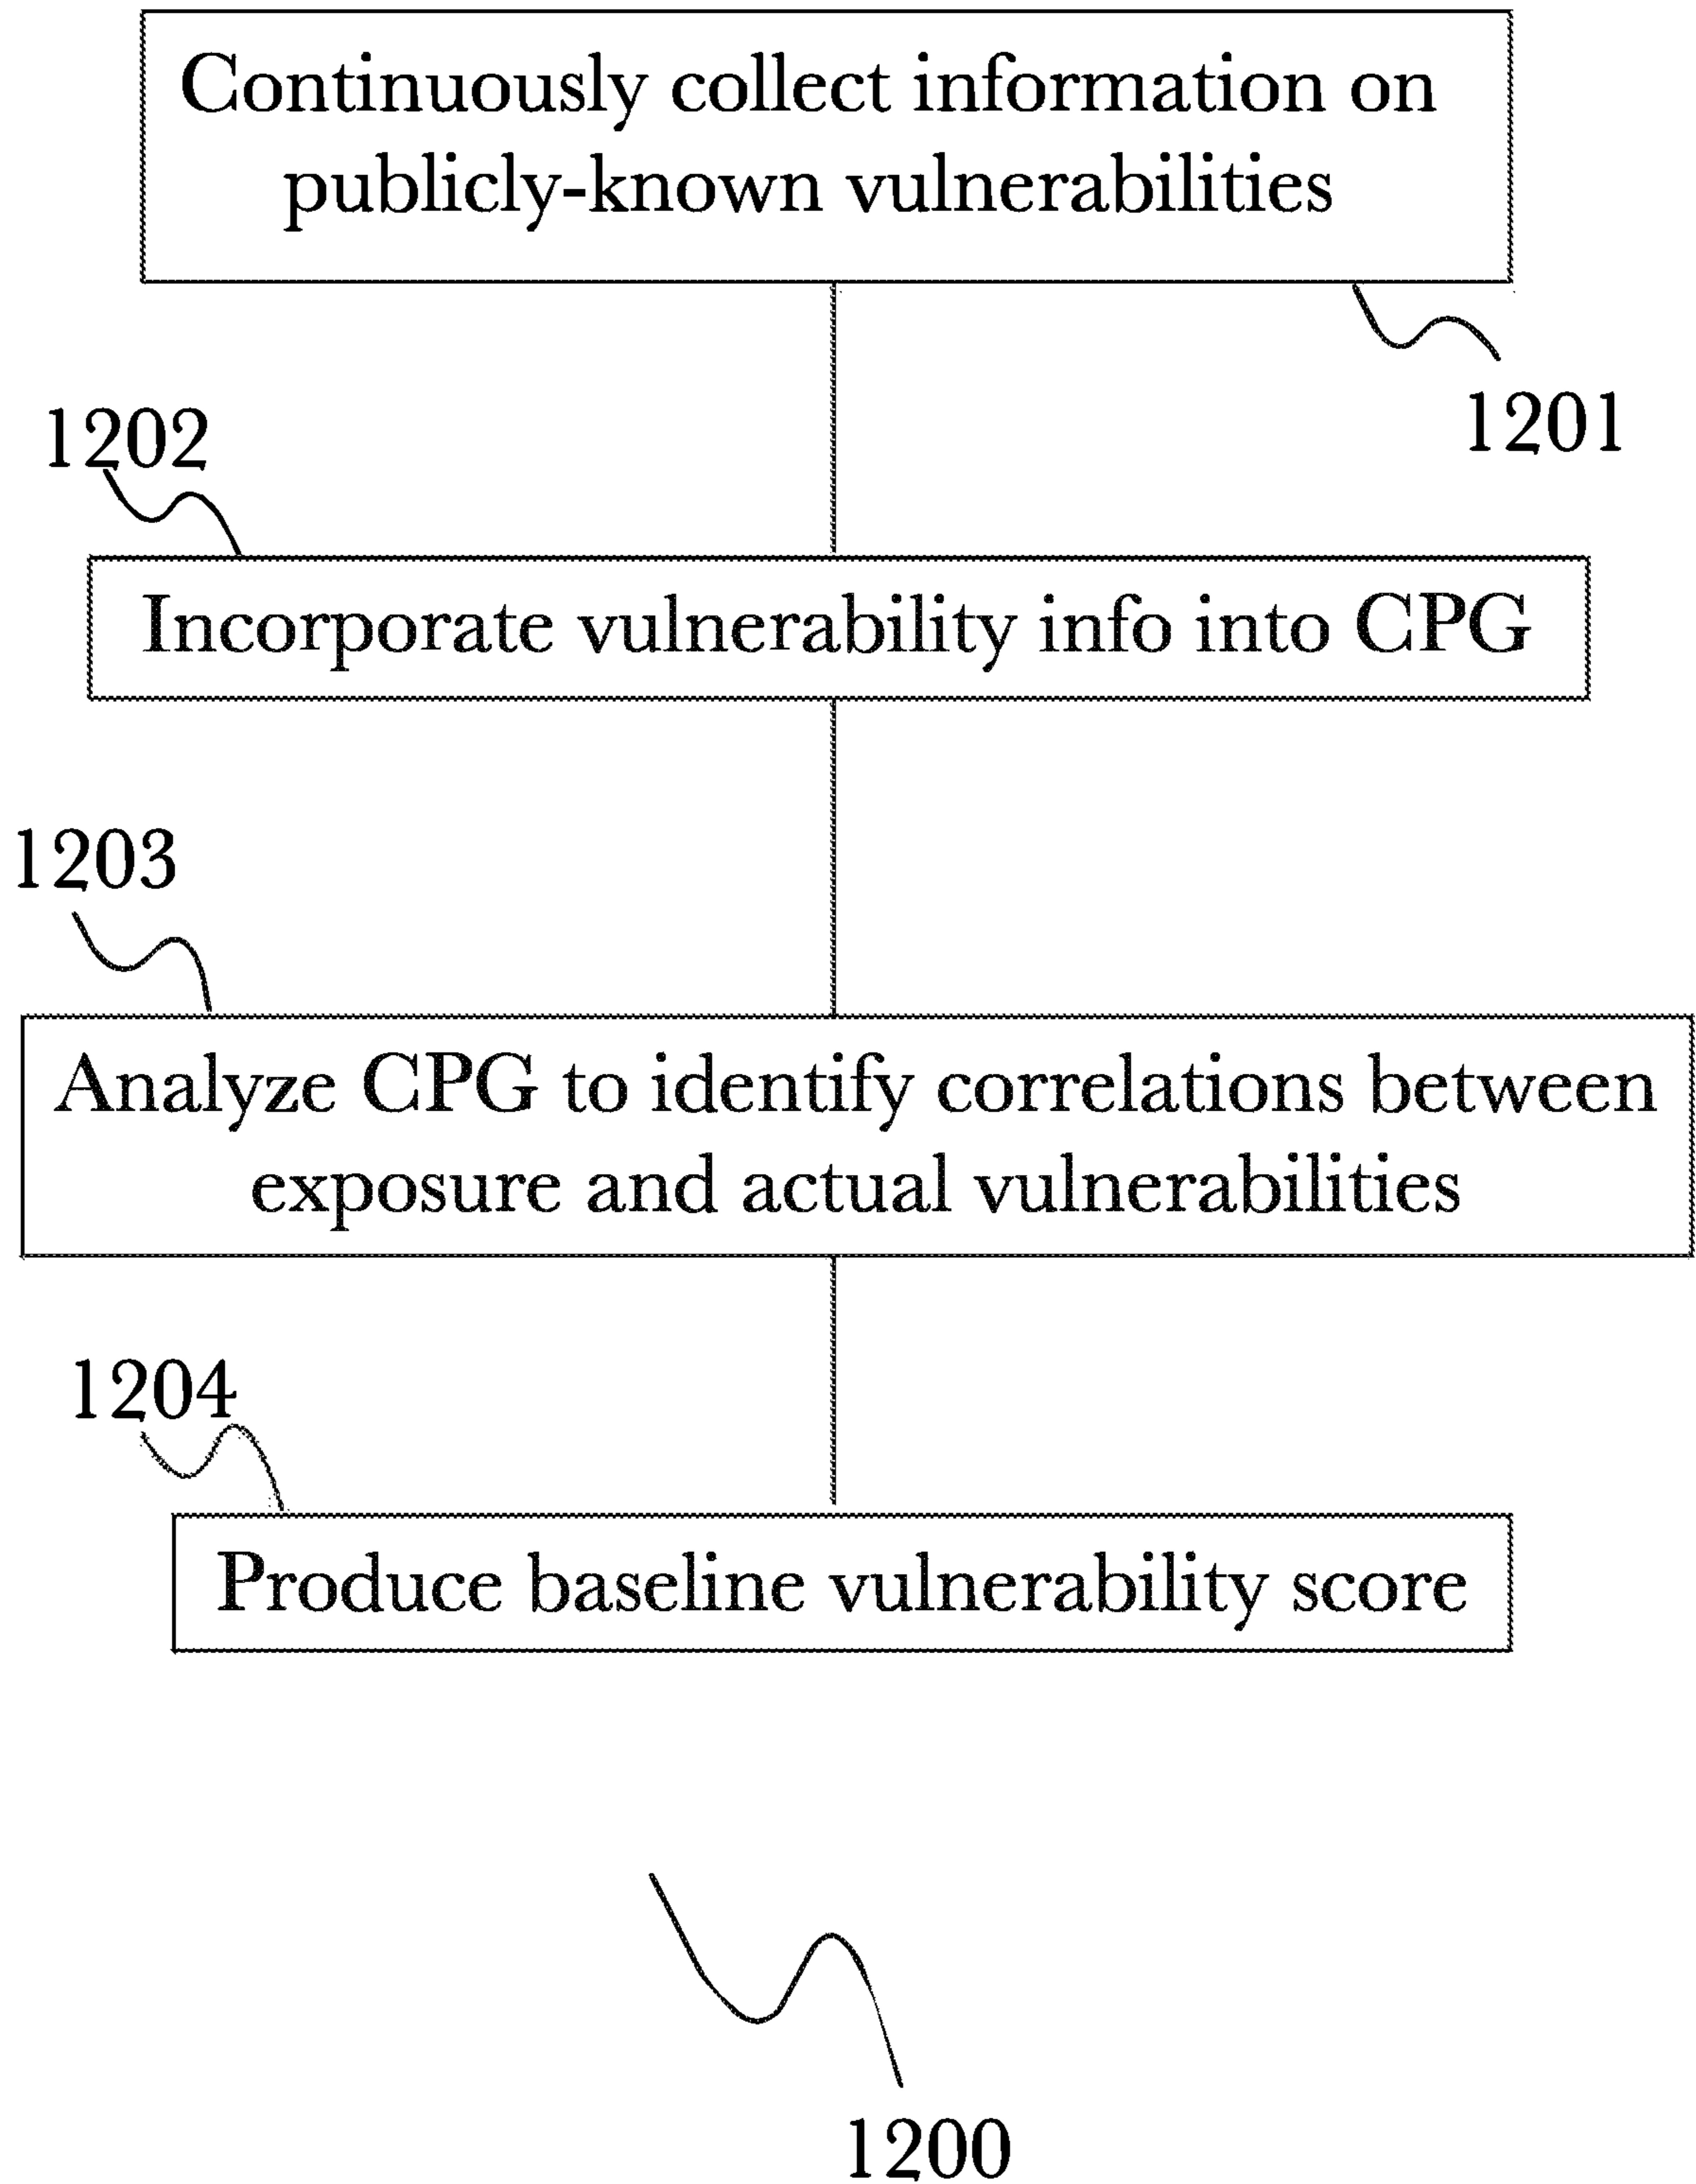 Continuously collect information on
publicly-known vulnerabilities
1201
1202
Incorporate vulnerability info into CPG
1203
Analyze CPG to identify correlations between
exposure and actual vulnerabilities
1204
Produce baseline vulnerability score
1200